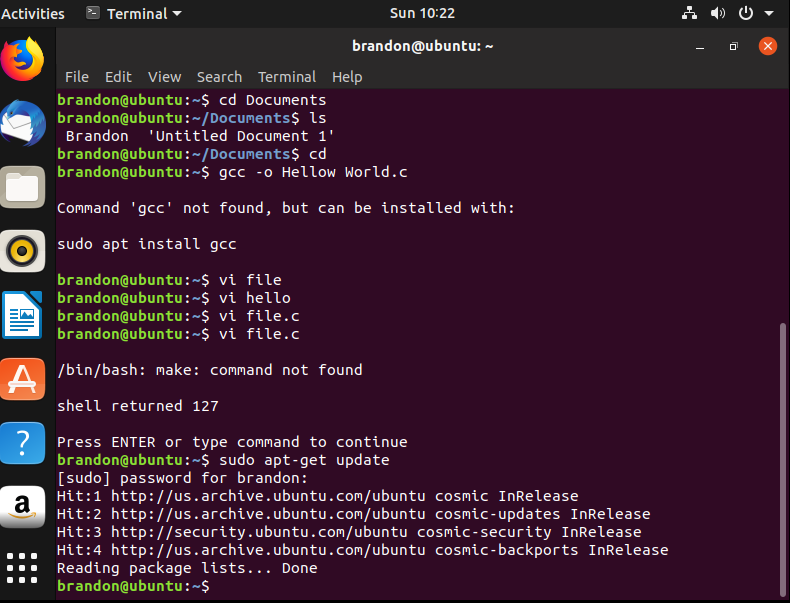 Activities Terminal Sun 10:22
brandon@ubuntu: ~
File Edit View Search Terminal Help
brandon@ubuntu:~$ cd Documents
brandon@ubuntu:~/Documents$ ls
 Brandon  'Untitled Document 1'
brandon@ubuntu:~/Documents$ cd
brandon@ubuntu:~$ gcc -o Hellow World.c
Command 'gcc' not found, but can be installed with:
sudo apt install gcc
brandon@ubuntu:~$ vi file
brandon@ubuntu:~$ vi hello
brandon@ubuntu:~$ vi file.c
brandon@ubuntu:~$ vi file.c
/bin/bash: make: command not found
shell returned 127
Press ENTER or type command to continue
brandon@ubuntu:~$ sudo apt-get update
[sudo] password for brandon:
Hit:1 http://us.archive.ubuntu.com/ubuntu cosmic InRelease
Hit:2 http://us.archive.ubuntu.com/ubuntu cosmic-updates InRelease
Hit:3 http://security.ubuntu.com/ubuntu cosmic-security InRelease
Hit:4 http://us.archive.ubuntu.com/ubuntu cosmic-backports InRelease
Reading package lists... Done
brandon@ubuntu:~$